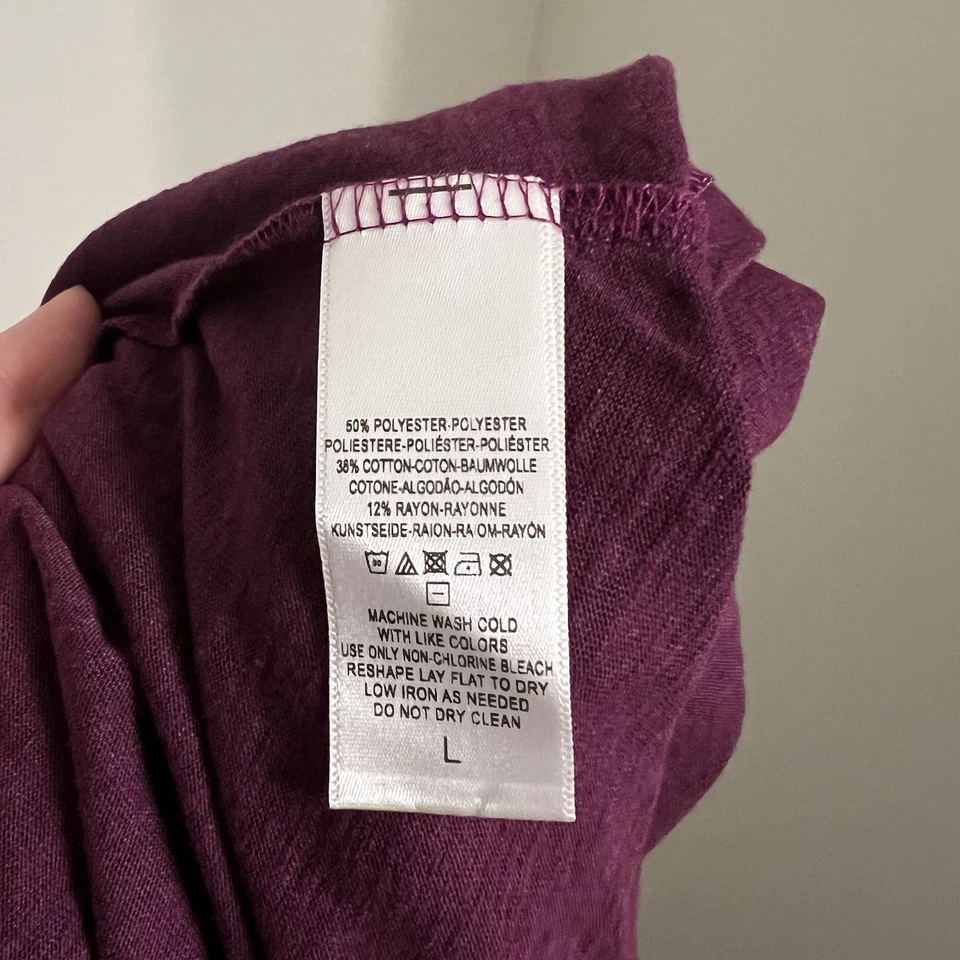 50% POLYESTER-POLYESTER
POLIESTERE-POLIÉSTER-POLIÉSTER
38% COTTON-COTON-BAUMWOLLE
COTONE-ALGODÃO-ALGODÓN
12% RAYON-RAYONNE
KUNSTSEIDE-RAION-RAIOM-RAYÓN
30
MACHINE WASH COLD
WITH LIKE COLORS
USE ONLY NON-CHLORINE BLEACH
RESHAPE LAY FLAT TO DRY
LOW IRON AS NEEDED
DO NOT DRY CLEAN
L